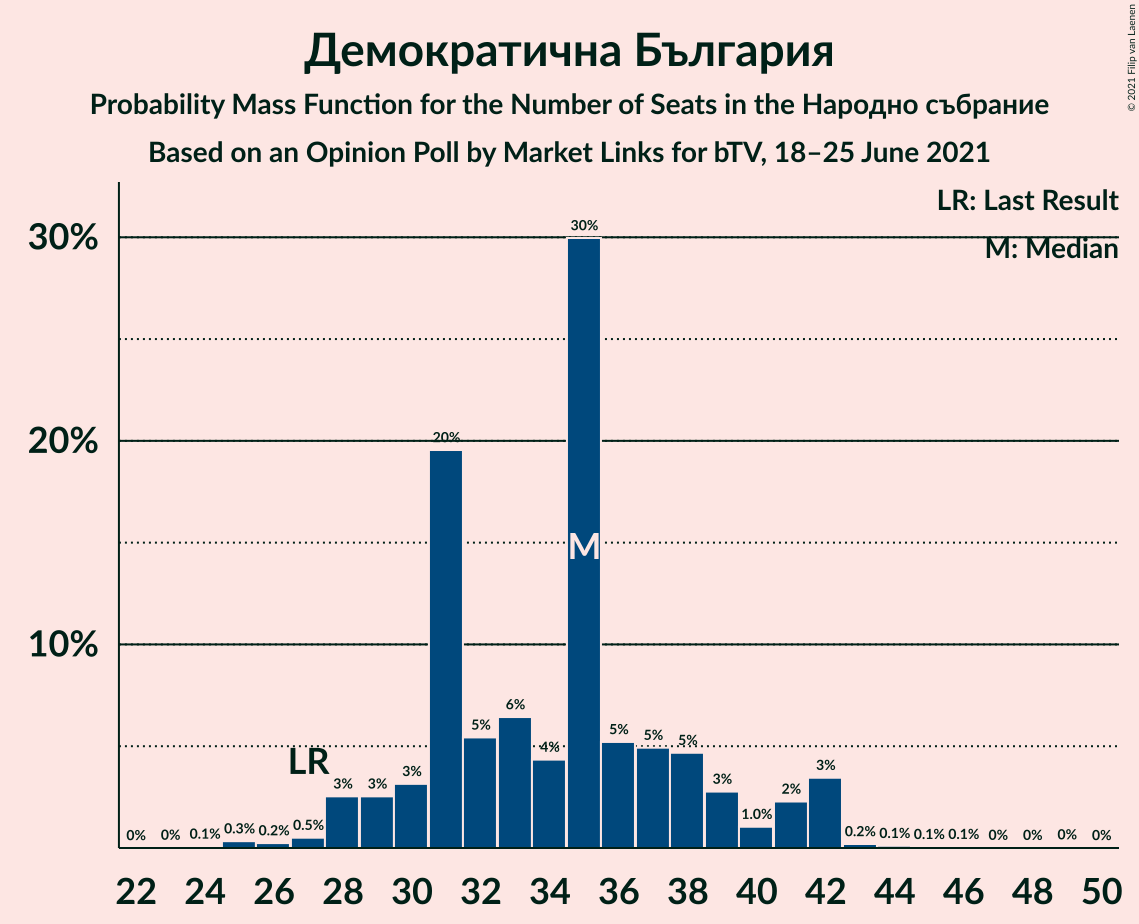 Демократична България
Probability Mass Function for the Number of Seats in the Народно събрание
Based on an Opinion Poll by Market Links for bTV, 18–25 June 2021
© 2021 Filip van Laenen
LR: Last Result
M: Median
30%
20%
10%
0% 0% 0.1% 0.3% 0.2% 0.5% 3% 3% 3% 20% 5% 6% 4% 30% 5% 5% 5% 3% 1.0% 2% 3% 0.2% 0.1% 0.1% 0.1% 0% 0% 0% 0%
LR
M
22 24 26 28 30 32 34 36 38 40 42 44 46 48 50